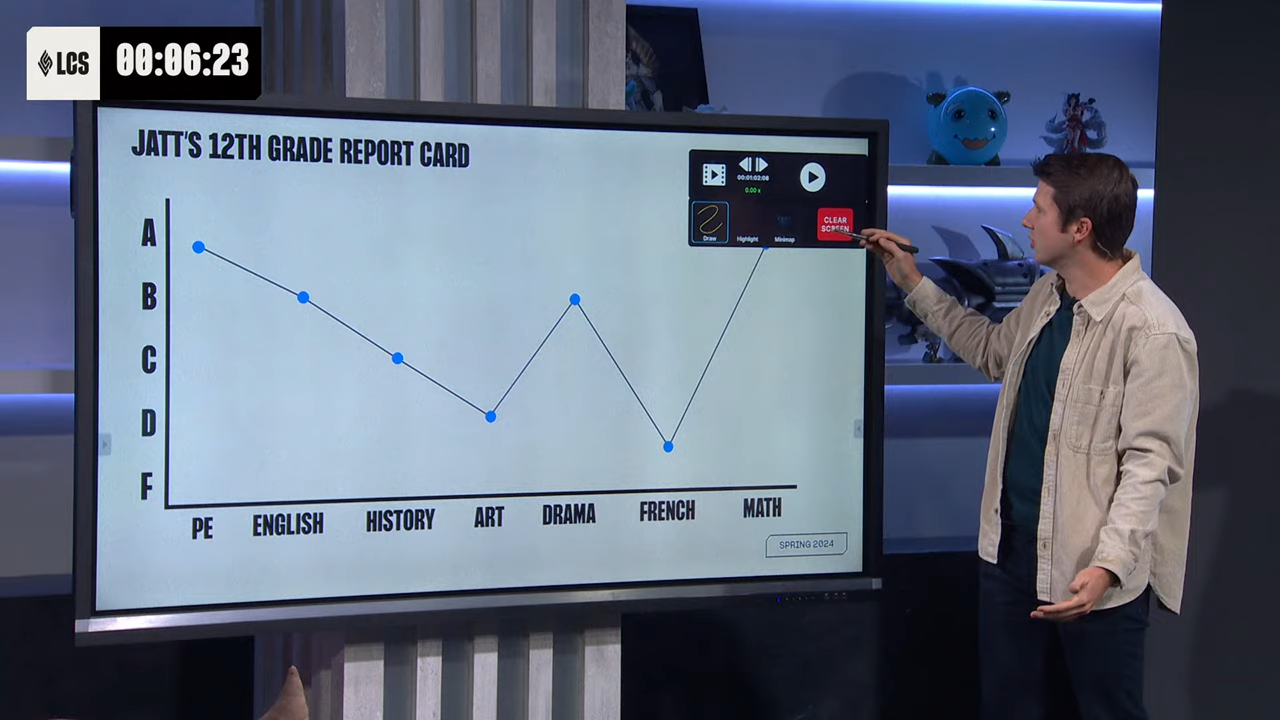 LCS 00:06:23
JATT'S 12TH GRADE REPORT CARD
00:01:02:08
0.00 x
Draw
Highlight
Minimap
CLEAR
SCREEN
A
B
C
D
F
PE ENGLISH HISTORY ART DRAMA FRENCH MATH
SPRING 2024